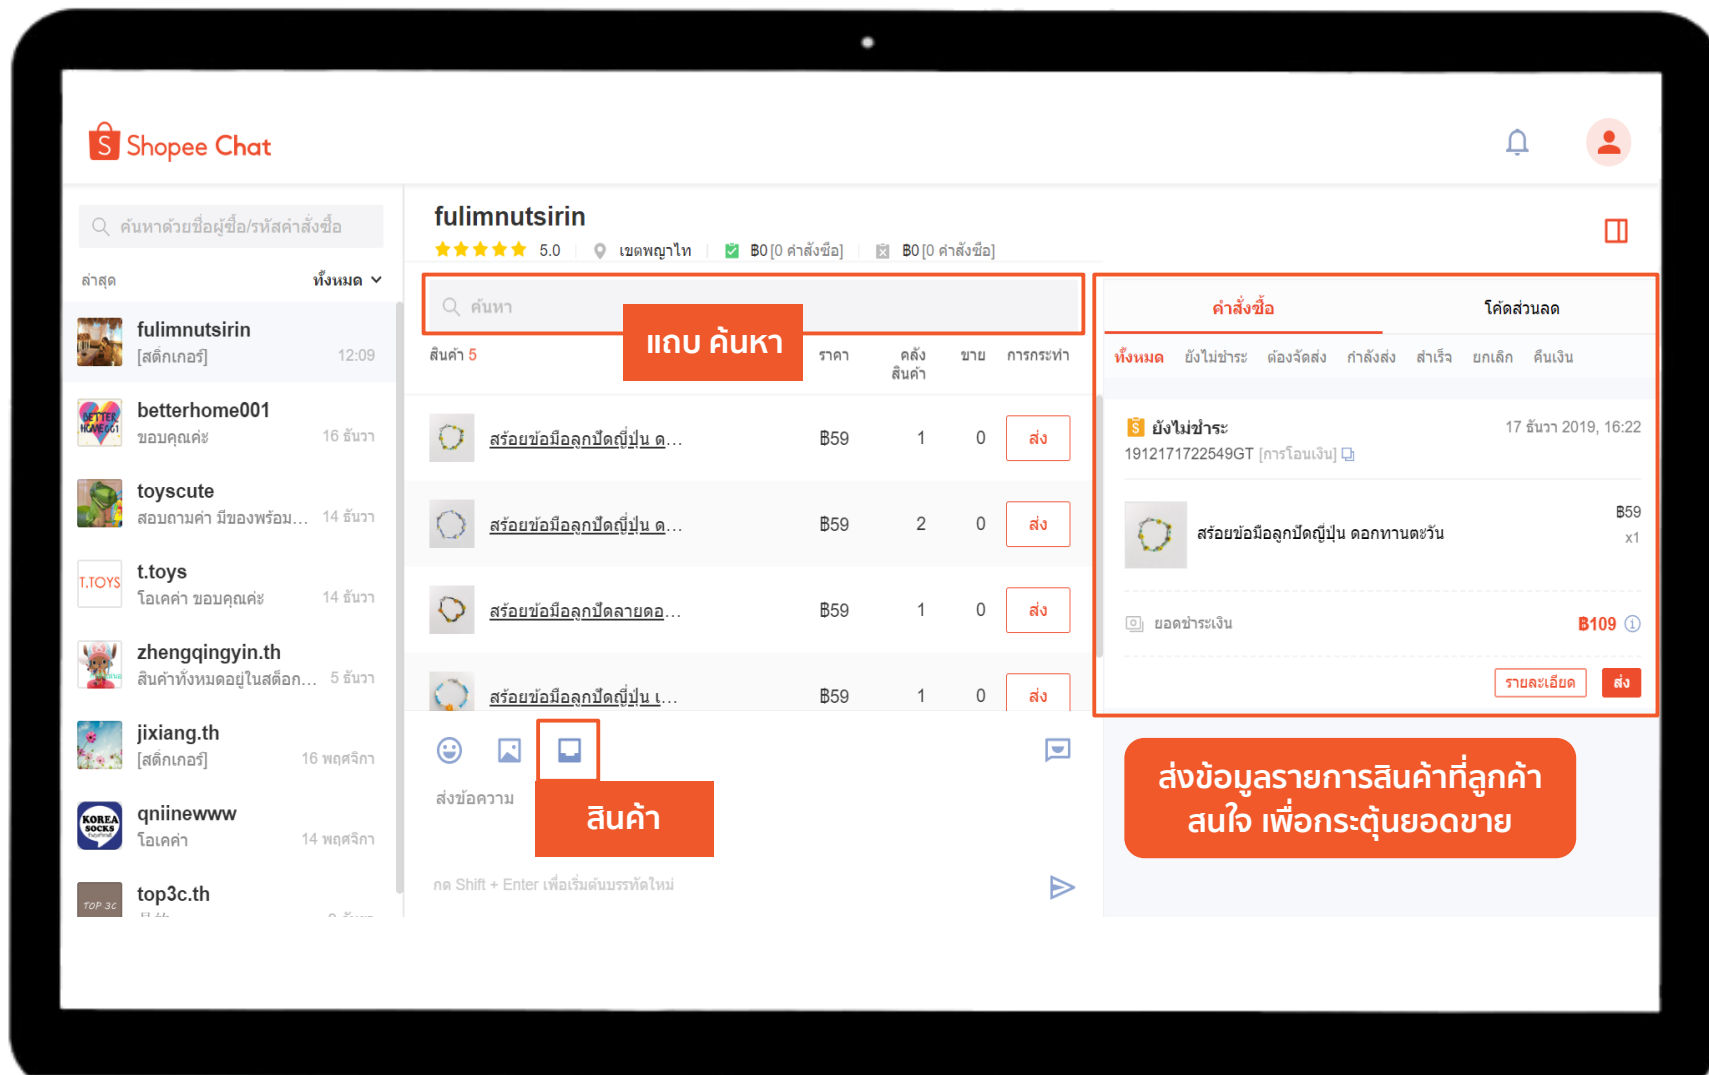 Shopee Chat
ค้นหาด้วยชื่อผู้ซื้อ/รหัสคำสั่งซื้อ
ล่าสุด ทั้งหมด
fulimnutsirin
[สติ๊กเกอร์] 12:09
betterhome001
ขอบคุณค่ะ 16 ธันวา
BETTER
HOME001
toyscute
สอบถามค่า มีของพร้อม... 14 ธันวา
t.toys
โอเคค่า ขอบคุณค่ะ 14 ธันวา
T.TOYS
zhengqingyin.th
สินค้าทั้งหมดอยู่ในสต็อก... 5 ธันวา
jixiang.th
[สติ๊กเกอร์] 16 พฤศจิกา
qniinewww
โอเคค่า 14 พฤศจิกา
KOREA
SOCKS
top3c.th
TOP 3C
fulimnutsirin
5.0 เขตพญาไท ฿0 [0 คำสั่งซื้อ] ฿0 [0 คำสั่งซื้อ]
ค้นหา
แถบ ค้นหา
สินค้า 5 ราคา คลังสินค้า ขาย การกระทำ
สร้อยข้อมือลูกปัดญี่ปุ่น ด... ฿59 1 0 ส่ง
สร้อยข้อมือลูกปัดญี่ปุ่น ด... ฿59 2 0 ส่ง
สร้อยข้อมือลูกปัดลายดอ... ฿59 1 0 ส่ง
สร้อยข้อมือลูกปัดญี่ปุ่น เ... ฿59 1 0 ส่ง
ส่งข้อความ
สินค้า
กด Shift + Enter เพื่อเริ่มต้นบรรทัดใหม่
คำสั่งซื้อ โค้ดส่วนลด
ทั้งหมด ยังไม่ชำระ ต้องจัดส่ง กำลังส่ง สำเร็จ ยกเลิก คืนเงิน
ยังไม่ชำระ 17 ธันวา 2019, 16:22
1912171722549GT [การโอนเงิน]
สร้อยข้อมือลูกปัดญี่ปุ่น ดอกทานตะวัน ฿59
x1
ยอดชำระเงิน ฿109
รายละเอียด ส่ง
ส่งข้อมูลรายการสินค้าที่ลูกค้า
สนใจ เพื่อกระตุ้นยอดขาย